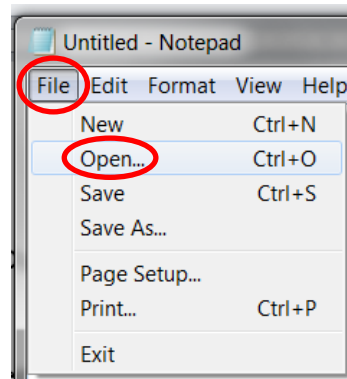 Untitled - Notepad
File Edit Format View Help
New Ctrl+N
Open... Ctrl+O
Save Ctrl+S
Save As...
Page Setup...
Print... Ctrl+P
Exit